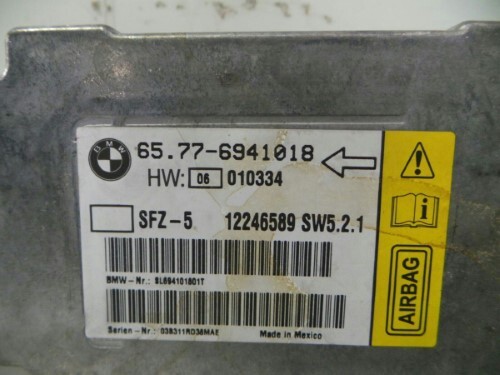 BMW
65.77-6941018
HW: 06 010334
SFZ-5 12246589 SW5.2.1
BMW-Nr.: SL694101801T
Serien-Nr.: 038311R036MAE
Made in Mexico
AIRBAG